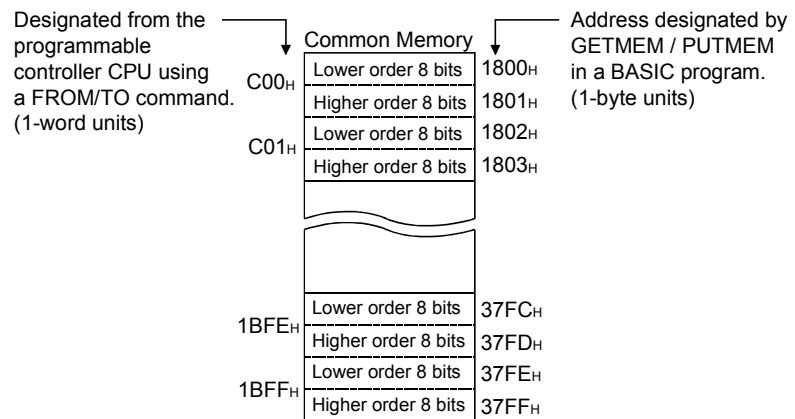 Designated from the
programmable
controller CPU using
a FROM/TO command.
(1-word units)
Common Memory
Address designated by
GETMEM / PUTMEM
in a BASIC program.
(1-byte units)
C00H
Lower order 8 bits 1800H
Higher order 8 bits 1801H
C01H
Lower order 8 bits 1802H
Higher order 8 bits 1803H
1BFEH
Lower order 8 bits 37FCH
Higher order 8 bits 37FDH
1BFFH
Lower order 8 bits 37FEH
Higher order 8 bits 37FFH